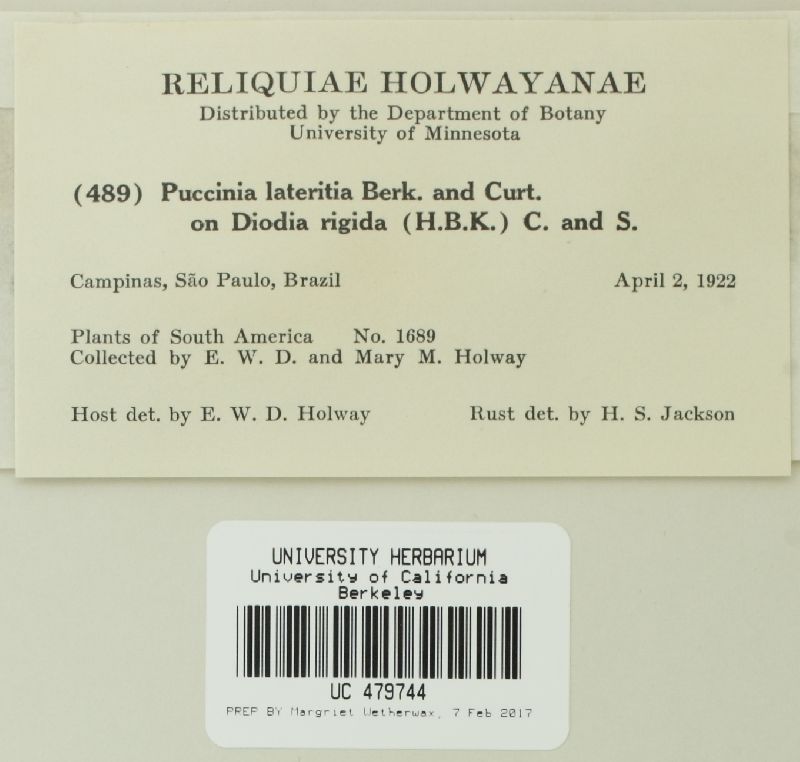 RELIQUIAE HOLWAYANAE
Distributed by the Department of Botany
University of Minnesota
(489) Puccinia lateritia Berk. and Curt.
on Diodia rigida (H.B.K.) C. and S.
Campinas, São Paulo, Brazil April 2, 1922
Plants of South America No. 1689
Collected by E. W. D. and Mary M. Holway
Host det. by E. W. D. Holway Rust det. by H. S. Jackson
UNIVERSITY HERBARIUM
University of California
Berkeley
UC 479744
PREP BY Margriet Wetherwax, 7 Feb 2017